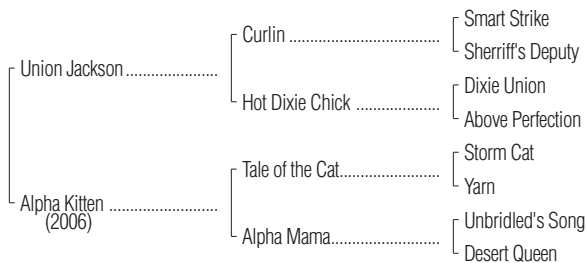 Smart Strike
Curlin ......................................
Sherriff's Deputy
Union Jackson .......................
Dixie Union
Hot Dixie Chick .....................
Above Perfection
Storm Cat
Tale of the Cat.........................
Yarn
Alpha Kitten ...........................
(2006)
Unbridled's Song
Alpha Mama...........................
Desert Queen